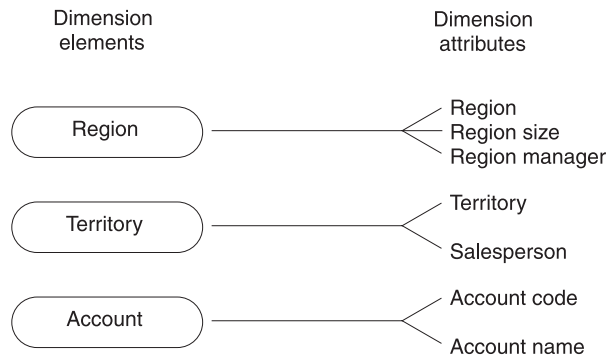 Dimension
elements
Dimension
attributes
Region
Region
Region size
Region manager
Territory
Territory
Salesperson
Account
Account code
Account name